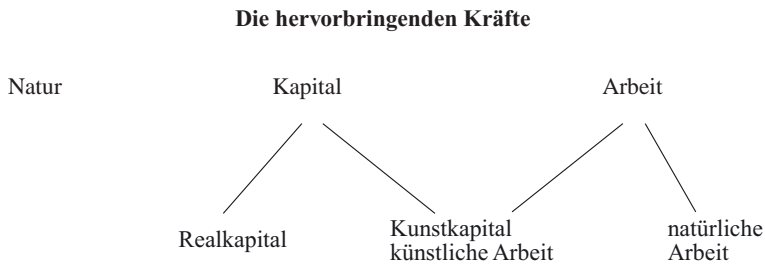 Die hervorbringenden Kräfte
Natur Kapital Arbeit
Realkapital Kunstkapital natürliche
künstliche Arbeit Arbeit